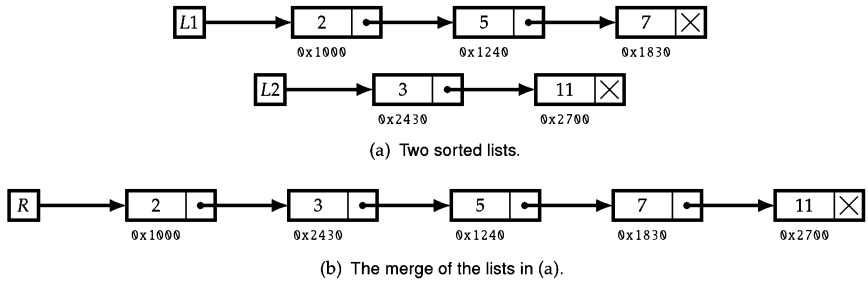 L1 2 5 7
0x1000 0x1240 0x1830
L2 3 11
0x2430 0x2700
(a) Two sorted lists.
R 2 3 5 7 11
0x1000 0x2430 0x1240 0x1830 0x2700
(b) The merge of the lists in (a).